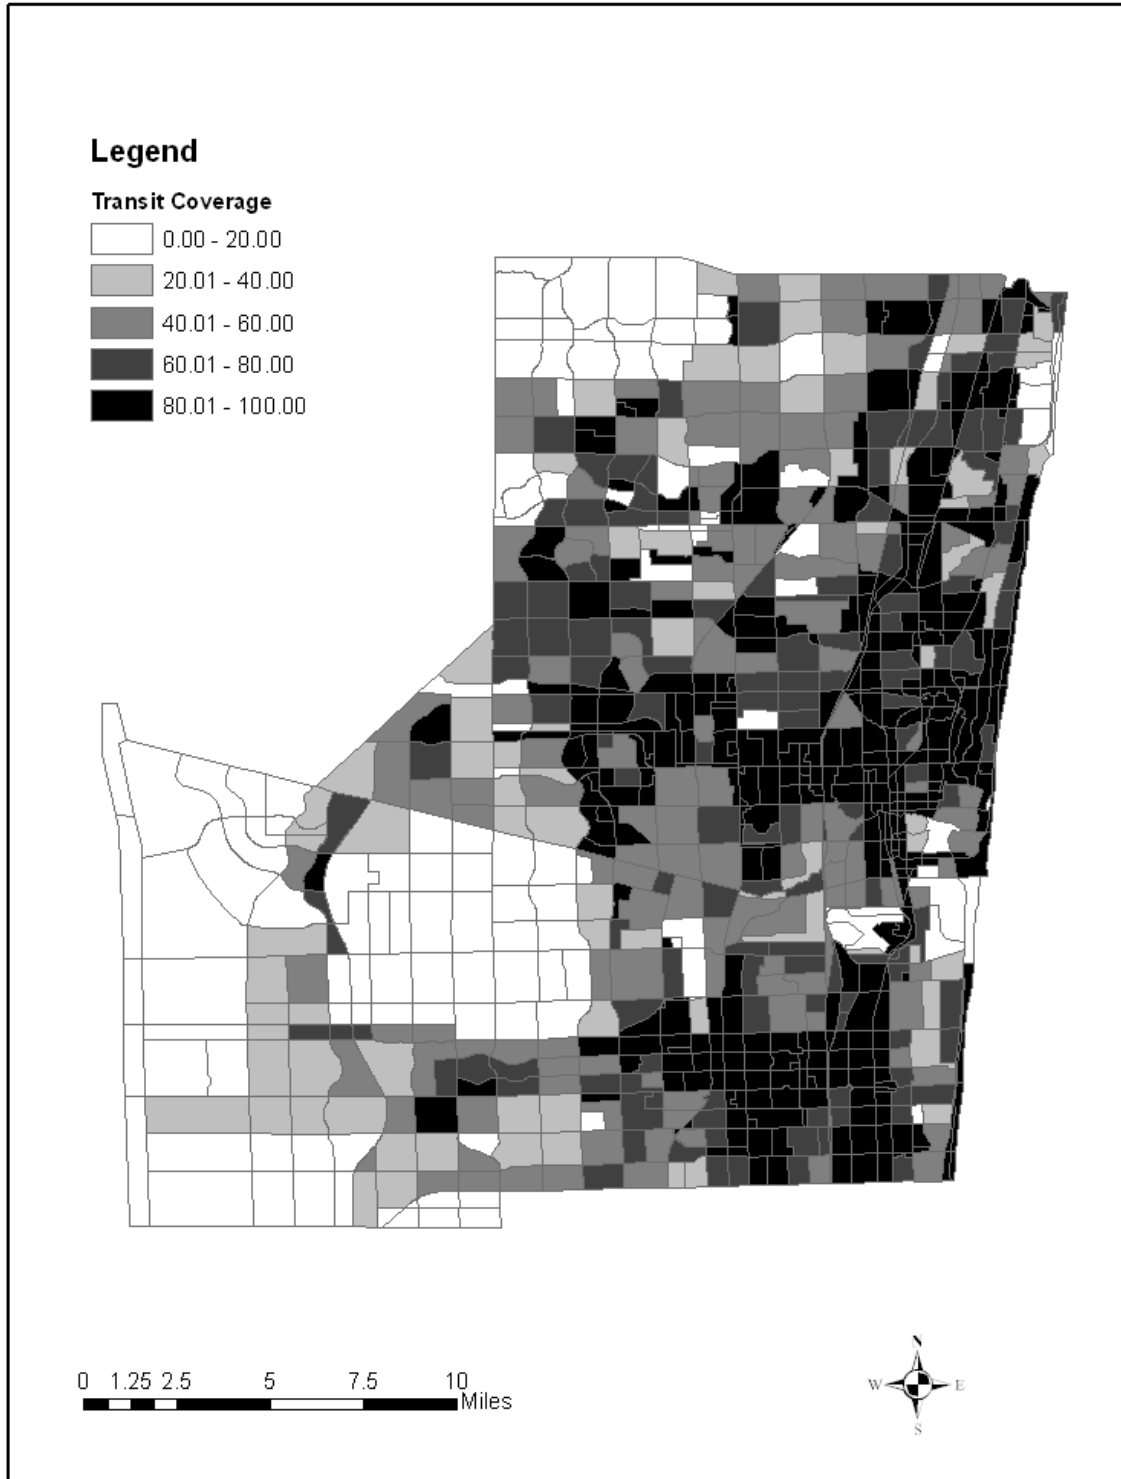 Legend
Transit Coverage
0.00 - 20.00
20.01 - 40.00
40.01 - 60.00
60.01 - 80.00
80.01 - 100.00
0 1.25 2.5 5 7.5 10
Miles
N
W E
S